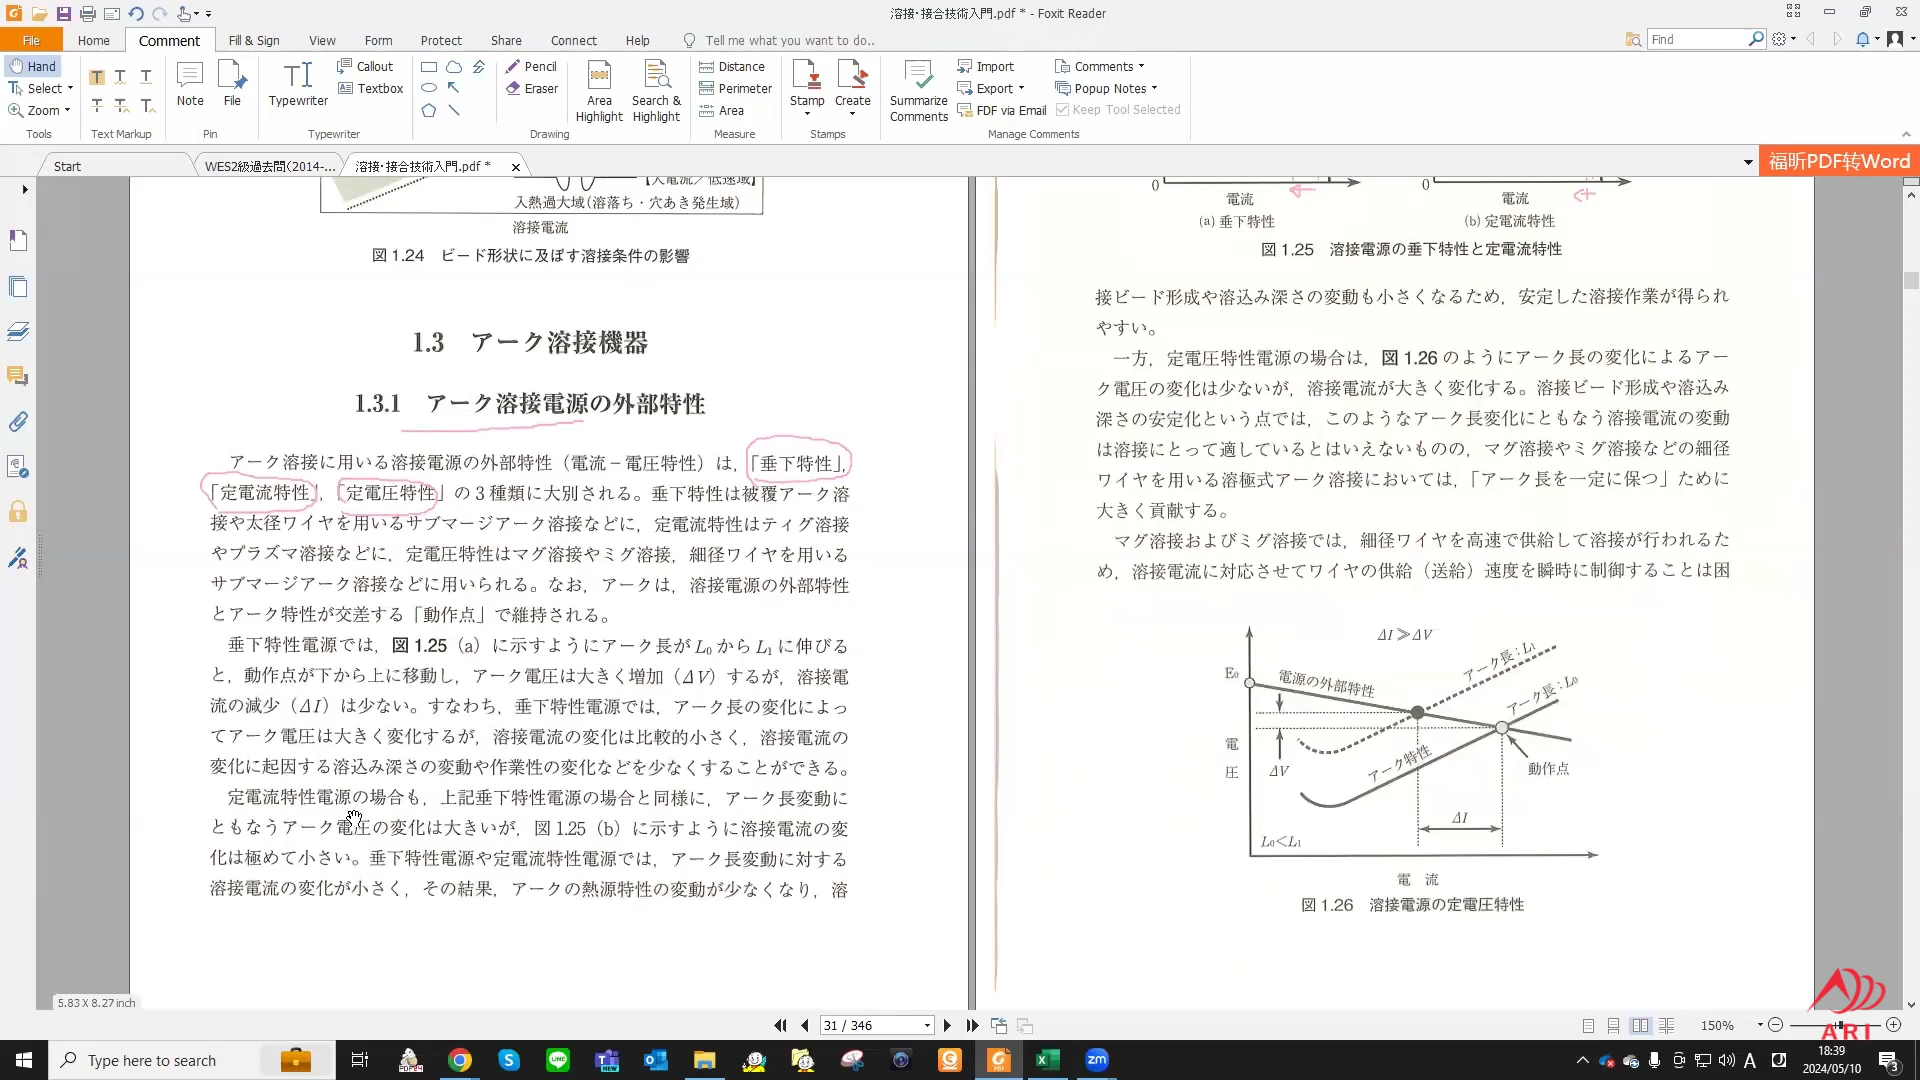 溶接・接合技術入門.pdf * - Foxit Reader
File Home Comment Fill & Sign View Form Protect Share Connect Help Tell me what you want to do.. Find
Hand
Select
Zoom
Tools
Text Markup
Note
File
Pin
Typewriter
Callout
Textbox
Typewriter
Pencil
Eraser
Area Highlight
Search & Highlight
Drawing
Distance
Perimeter
Area
Measure
Stamp
Create
Stamps
Summarize Comments
Import
Export
FDF via Email
Comments
Popup Notes
Keep Tool Selected
Manage Comments
Start
WES2級過去問(2014-...
溶接・接合技術入門.pdf *
福昕PDF转Word
【大電流／低速域】
入熱過大域(溶落ち・穴あき発生域)
溶接電流
図 1.24 ビード形状に及ぼす溶接条件の影響
1.3 アーク溶接機器
1.3.1 アーク溶接電源の外部特性
アーク溶接に用いる溶接電源の外部特性（電流－電圧特性）は，「垂下特性」，
「定電流特性」，「定電圧特性」の３種類に大別される。垂下特性は被覆アーク溶
接や太径ワイヤを用いるサブマージアーク溶接などに，定電流特性はティグ溶接
やプラズマ溶接などに，定電圧特性はマグ溶接やミグ溶接，細径ワイヤを用いる
サブマージアーク溶接などに用いられる。なお，アークは，溶接電源の外部特性
とアーク特性が交差する「動作点」で維持される。
垂下特性電源では，図 1.25（a）に示すようにアーク長が L₀ から L₁ に伸びる
と，動作点が下から上に移動し，アーク電圧は大きく増加（ΔV）するが，溶接電
流の減少（ΔI）は少ない。すなわち，垂下特性電源では，アーク長の変化によっ
てアーク電圧は大きく変化するが，溶接電流の変化は比較的小さく，溶接電流の
変化に起因する溶込み深さの変動や作業性の変化などを少なくすることができる。
定電流特性電源の場合も，上記垂下特性電源の場合と同様に，アーク長変動に
ともなうアーク電圧の変化は大きいが，図 1.25（b）に示すように溶接電流の変
化は極めて小さい。垂下特性電源や定電流特性電源では，アーク長変動に対する
溶接電流の変化が小さく，その結果，アークの熱源特性の変動が少なくなり，溶
5.83 X 8.27 inch
0
電流
(a) 垂下特性
0
電流
(b) 定電流特性
図 1.25 溶接電源の垂下特性と定電流特性
接ビード形成や溶込み深さの変動も小さくなるため，安定した溶接作業が得られ
やすい。
一方，定電圧特性電源の場合は，図 1.26 のようにアーク長の変化によるアー
ク電圧の変化は少ないが，溶接電流が大きく変化する。溶接ビード形成や溶込み
深さの安定化という点では，このようなアーク長変化にともなう溶接電流の変動
は溶接にとって適しているとはいえないものの，マグ溶接やミグ溶接などの細径
ワイヤを用いる溶極式アーク溶接においては，「アーク長を一定に保つ」ために
大きく貢献する。
マグ溶接およびミグ溶接では，細径ワイヤを高速で供給して溶接が行われるた
め，溶接電流に対応させてワイヤの供給（送給）速度を瞬時に制御することは困
ΔI≫ΔV
アーク長：L₁
E₀
電源の外部特性
アーク長：L₀
電圧
ΔV
アーク特性
動作点
ΔI
L₀<L₁
電 流
図 1.26 溶接電源の定電圧特性
31 / 346
150%
ARI
Type here to search
18:39
2024/05/10
3